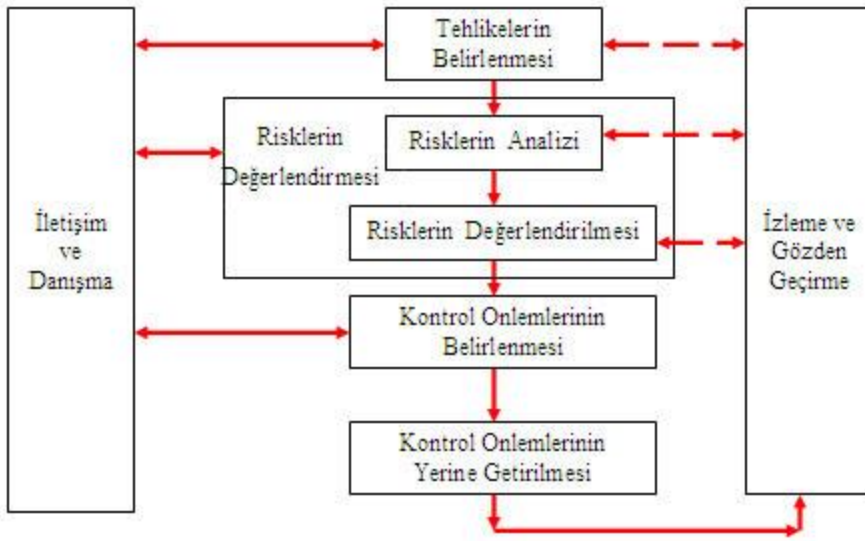 Tehlikelerin
Belirlenmesi
Risklerin
Değerlendirmesi
Risklerin Analizi
Risklerin Değerlendirilmesi
İletişim
ve
Danışma
İzleme ve
Gözden
Geçirme
Kontrol Onlemlerinin
Belirlenmesi
Kontrol Onlemlerinin
Yerine Getirilmesi